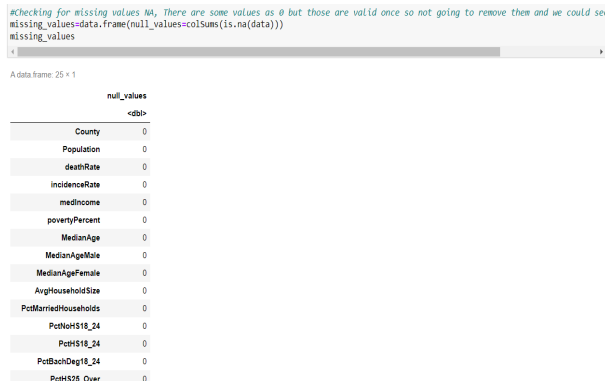 #Checking for missing values NA, There are some values as 0 but those are valid once so not going to remove them and we could see
missing_values=data.frame(null_values=colSums(is.na(data)))
missing_values
A data.frame: 25 × 1
null_values
<dbl>
County 0
Population 0
deathRate 0
incidenceRate 0
medIncome 0
povertyPercent 0
MedianAge 0
MedianAgeMale 0
MedianAgeFemale 0
AvgHouseholdSize 0
PctMarriedHouseholds 0
PctNoHS18_24 0
PctHS18_24 0
PctBachDeg18_24 0
PctHS25_Over 0